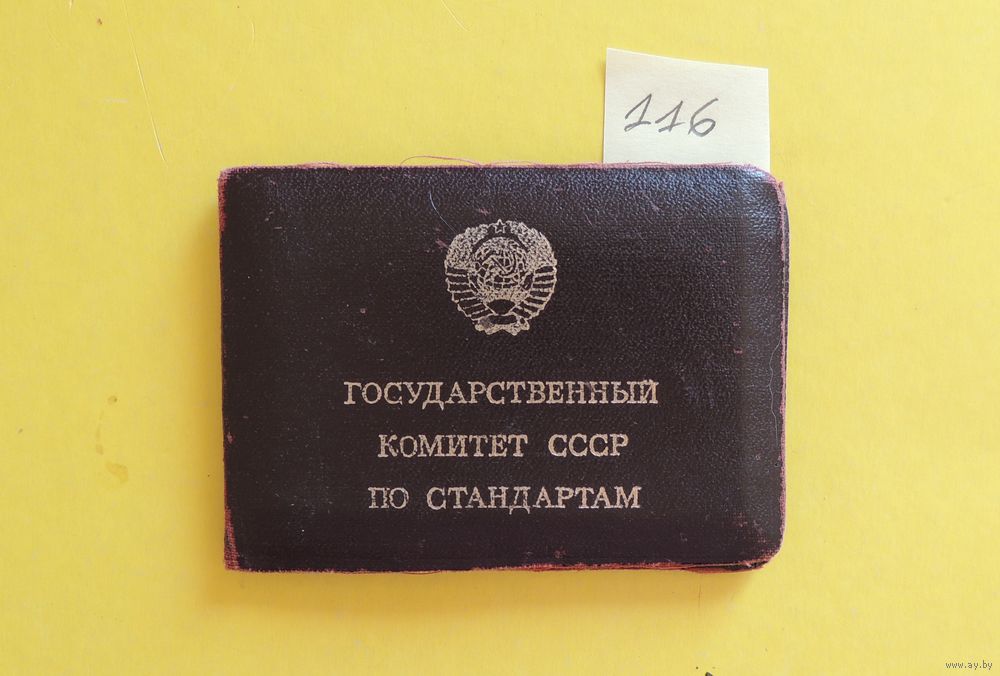 116
ГОСУДАРСТВЕННЫЙ
КОМИТЕТ СССР
ПО СТАНДАРТАМ
www.ay.by